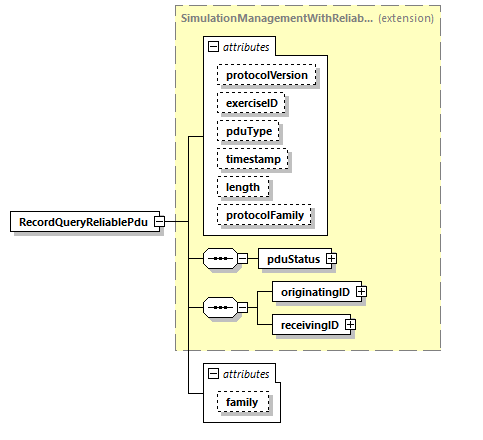 SimulationManagementWithReliab... (extension)
attributes
protocolVersion
exerciseID
pduType
timestamp
length
protocolFamily
RecordQueryReliablePdu
pduStatus
originatingID
receivingID
attributes
family